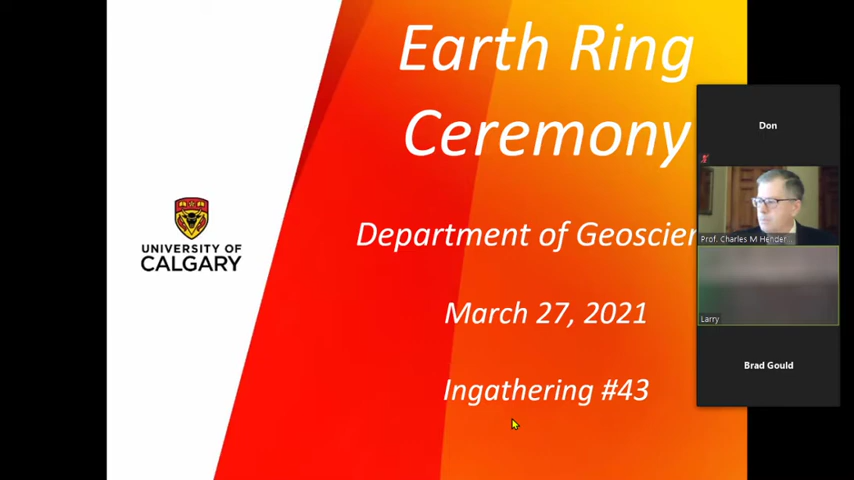 Earth Ring
Ceremony
Department of Geoscien
March 27, 2021
Ingathering #43
UNIVERSITY OF
CALGARY
Don
Prof. Charles M Hender...
Larry
Brad Gould